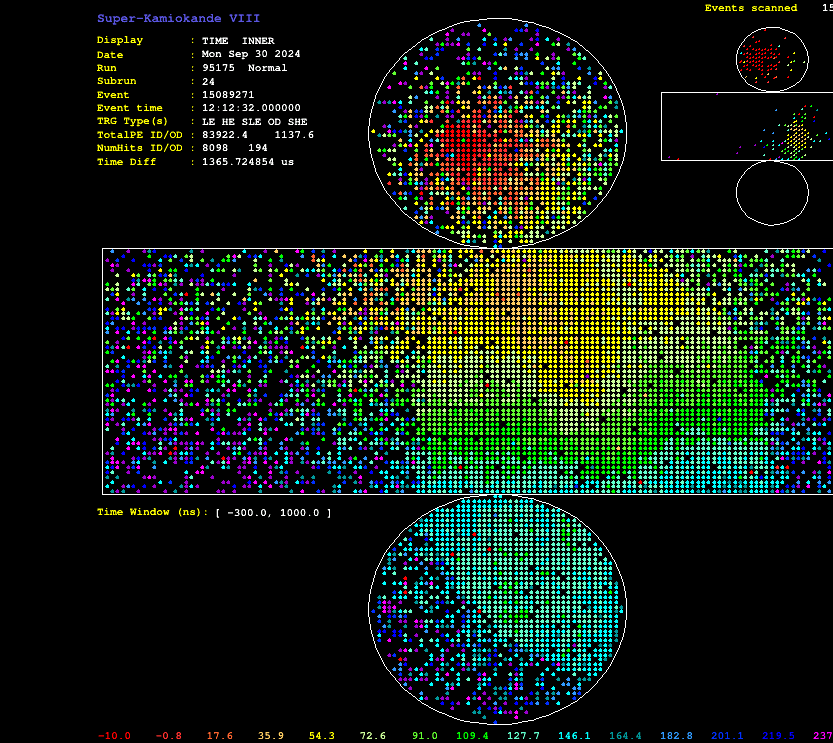 Super-Kamiokande VIII
Events scanned 15
Display : TIME INNER
Date : Mon Sep 30 2024
Run : 95175 Normal
Subrun : 24
Event : 15089271
Event time : 12:12:32.000000
TRG Type(s) : LE HE SLE OD SHE
TotalPE ID/OD : 83922.4 1137.6
NumHits ID/OD : 8098 194
Time Diff : 1365.724854 us
Time Window (ns): [ -300.0, 1000.0 ]
-10.0 -0.8 17.6 35.9 54.3 72.6 91.0 109.4 127.7 146.1 164.4 182.8 201.1 219.5 237